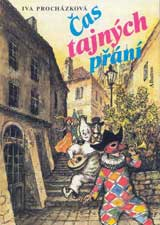 IVA PROCHÁZKOVÁ
Čas
tajných
přání